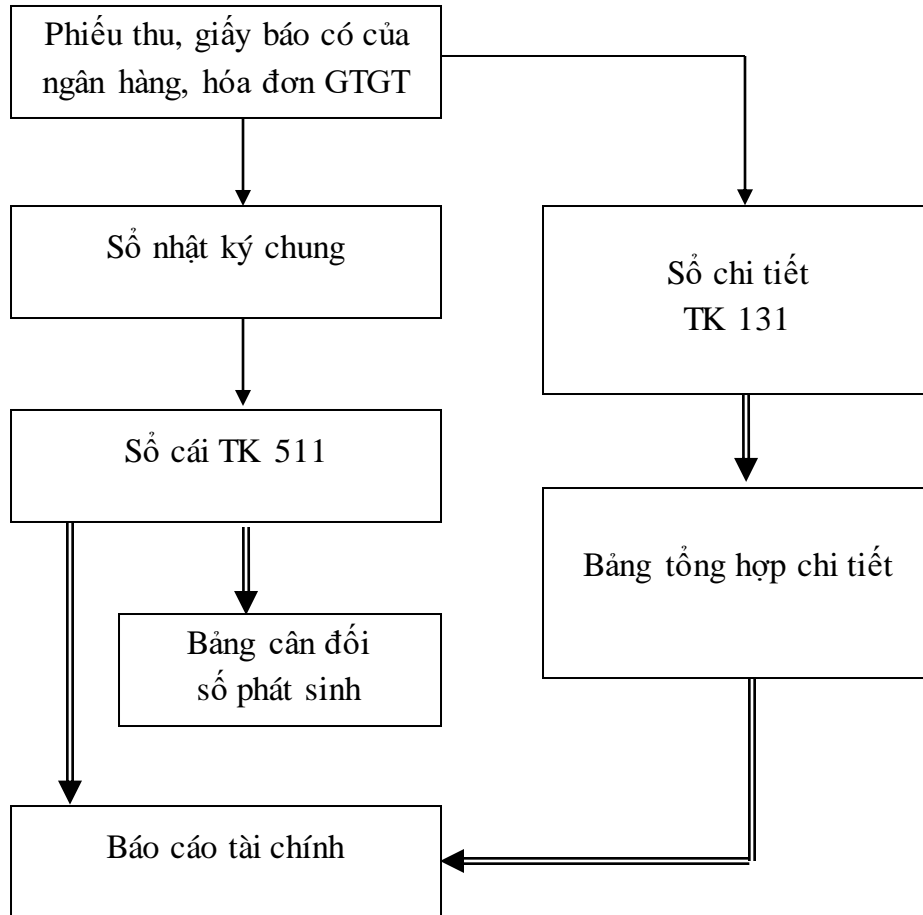 Phiếu thu, giấy báo có của
ngân hàng, hóa đơn GTGT
Sổ nhật ký chung
Sổ chi tiết
TK 131
Sổ cái TK 511
Bảng tổng hợp chi tiết
Bảng cân đối
số phát sinh
Báo cáo tài chính